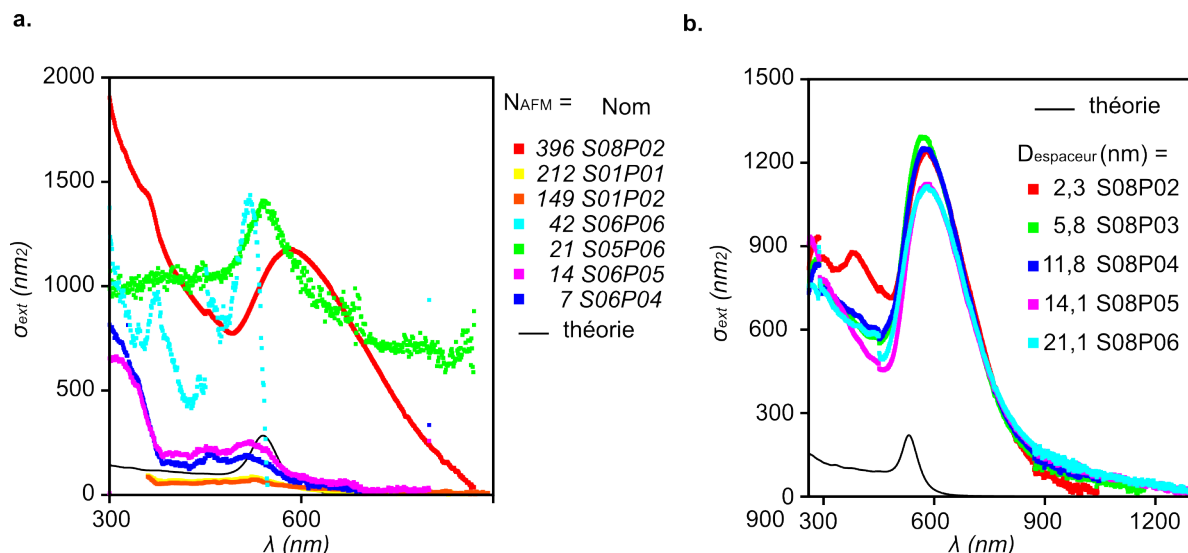 a.
2000
1500
1000
500
0
300
600
λ (nm)
σext (nm2)
NAFM = Nom
396 S08P02
212 S01P01
149 S01P02
42 S06P06
21 S05P06
14 S06P05
7 S06P04
théorie
b.
1500
1200
900
600
300
0
900
300
600
900
1200
λ (nm)
σext (nm2)
théorie
Despaceur (nm) =
2,3 S08P02
5,8 S08P03
11,8 S08P04
14,1 S08P05
21,1 S08P06